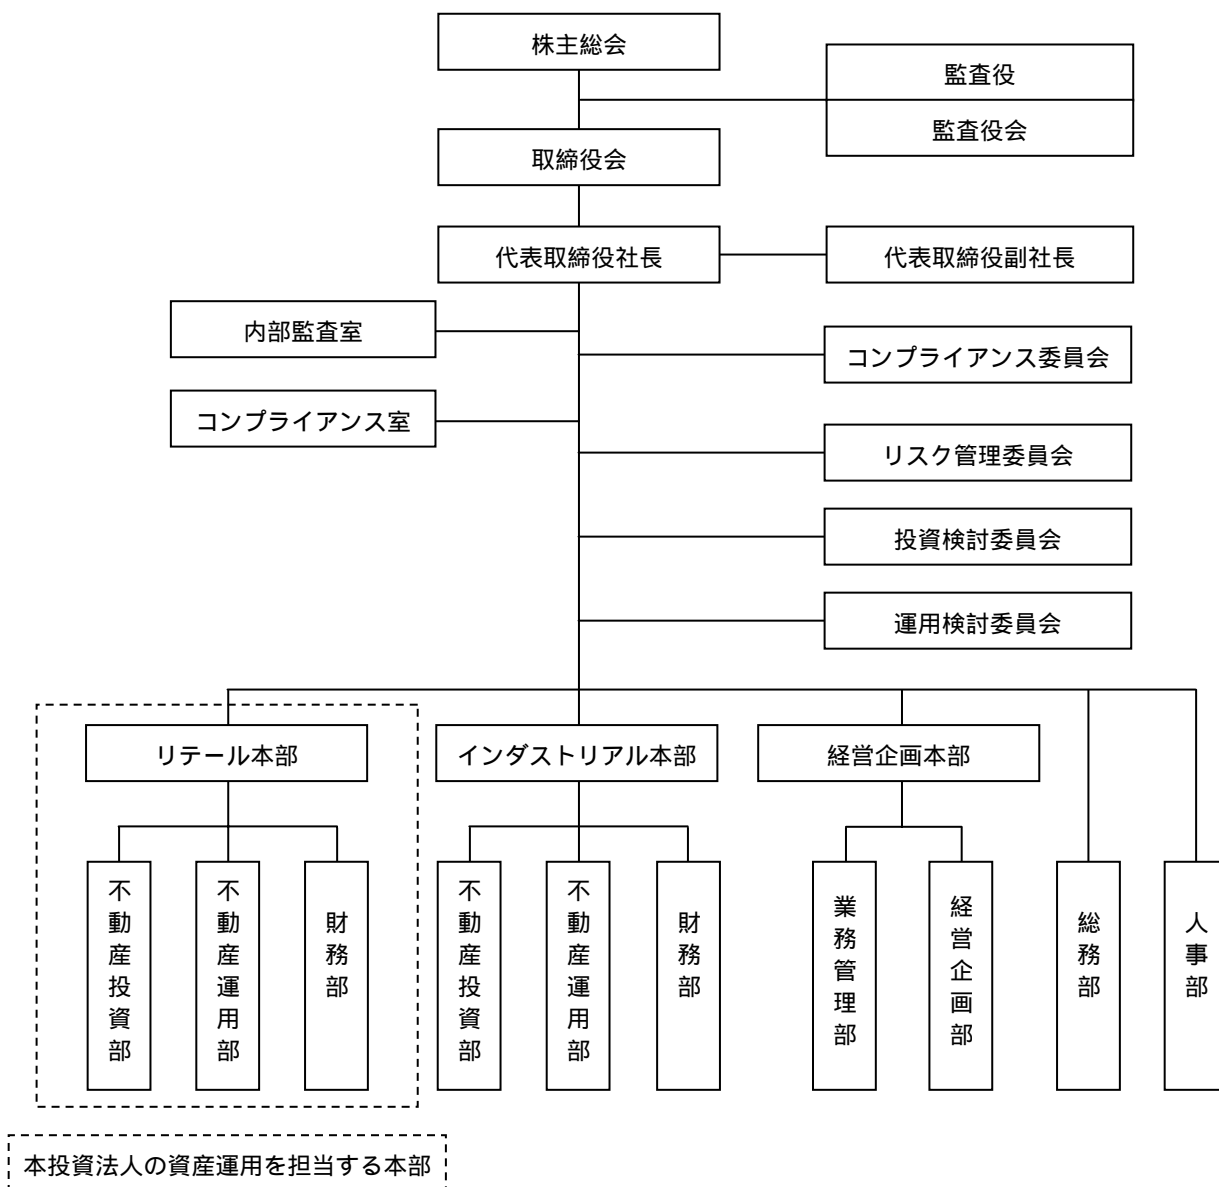 株主総会
監査役
監査役会
取締役会
代表取締役社長
代表取締役副社長
内部監査室
コンプライアンス委員会
コンプライアンス室
リスク管理委員会
投資検討委員会
運用検討委員会
リテール本部
インダストリアル本部
経営企画本部
不動産投資部
不動産運用部
財務部
不動産投資部
不動産運用部
財務部
業務管理部
経営企画部
総務部
人事部
本投資法人の資産運用を担当する本部